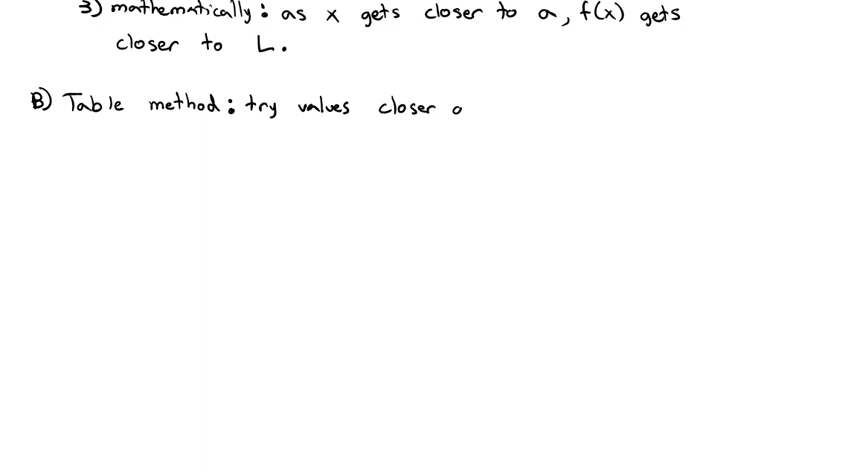 3) mathematically: as x gets closer to a, f(x) gets
closer to L.
B) Table method: try values closer a